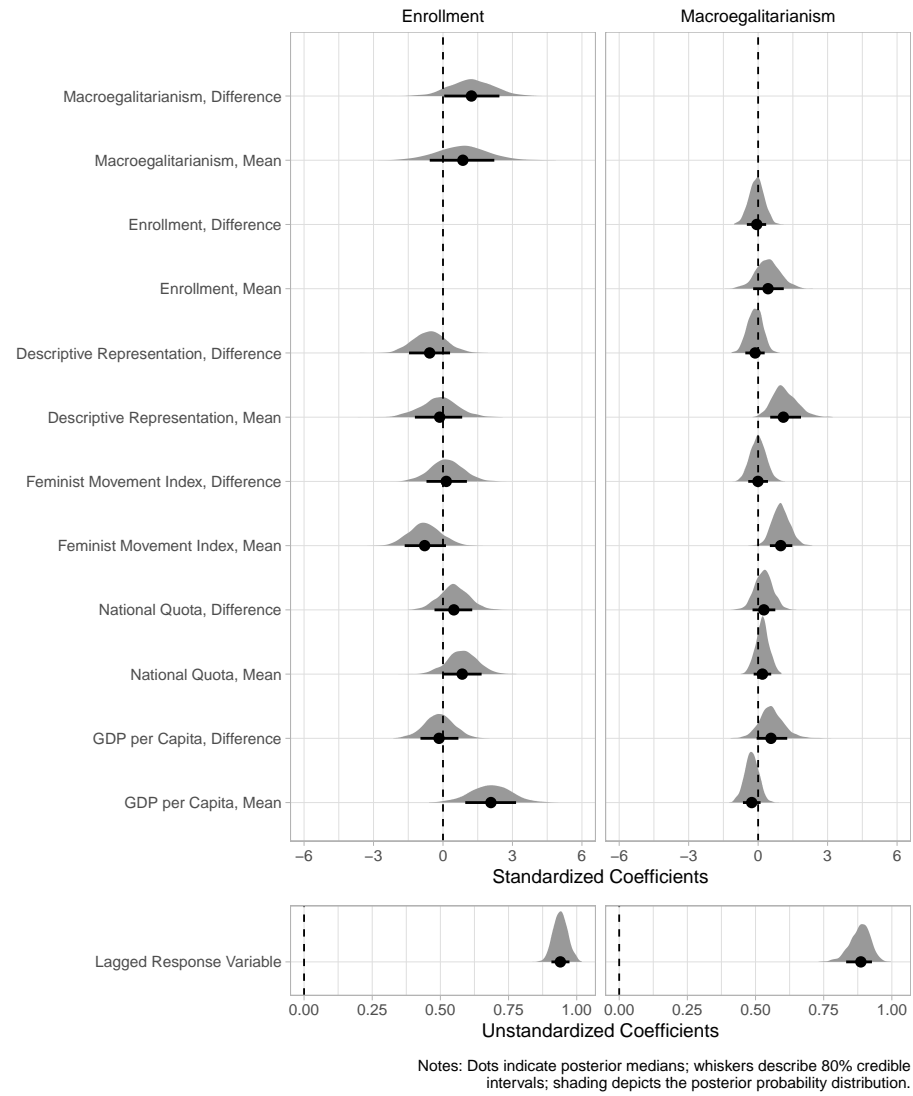 Enrollment Macroegalitarianism
Macroegalitarianism, Difference
Macroegalitarianism, Mean
Enrollment, Difference
Enrollment, Mean
Descriptive Representation, Difference
Descriptive Representation, Mean
Feminist Movement Index, Difference
Feminist Movement Index, Mean
National Quota, Difference
National Quota, Mean
GDP per Capita, Difference
GDP per Capita, Mean
−6 −3 0 3 6 −6 −3 0 3 6
Standardized Coefficients
Lagged Response Variable
0.00 0.25 0.50 0.75 1.00 0.00 0.25 0.50 0.75 1.00
Unstandardized Coefficients
Notes: Dots indicate posterior medians; whiskers describe 80% credible
intervals; shading depicts the posterior probability distribution.